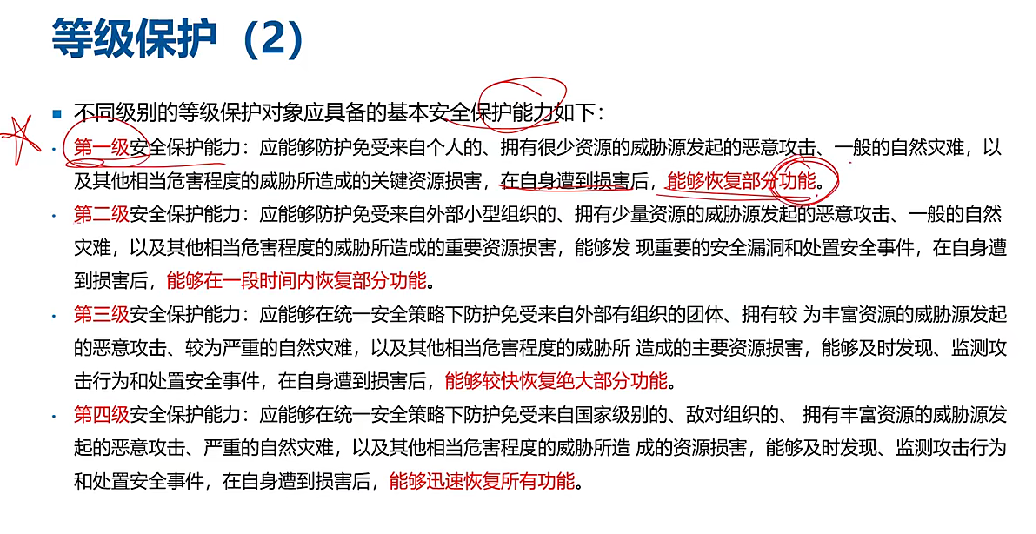 等级保护（2）
不同级别的等级保护对象应具备的基本安全保护能力如下：
第一级安全保护能力：应能够防护免受来自个人的、拥有很少资源的威胁源发起的恶意攻击、一般的自然灾难，以
及其他相当危害程度的威胁所造成的关键资源损害，在自身遭到损害后，能够恢复部分功能。
第二级安全保护能力：应能够防护免受来自外部小型组织的、拥有少量资源的威胁源发起的恶意攻击、一般的自然
灾难，以及其他相当危害程度的威胁所造成的重要资源损害，能够发 现重要的安全漏洞和处置安全事件，在自身遭
到损害后，能够在一段时间内恢复部分功能。
第三级安全保护能力：应能够在统一安全策略下防护免受来自外部有组织的团体、拥有较 为丰富资源的威胁源发起
的恶意攻击、较为严重的自然灾难，以及其他相当危害程度的威胁所 造成的主要资源损害，能够及时发现、监测攻
击行为和处置安全事件，在自身遭到损害后，能够较快恢复绝大部分功能。
第四级安全保护能力：应能够在统一安全策略下防护免受来自国家级别的、敌对组织的、 拥有丰富资源的威胁源发
起的恶意攻击、严重的自然灾难，以及其他相当危害程度的威胁所造 成的资源损害，能够及时发现、监测攻击行为
和处置安全事件，在自身遭到损害后，能够迅速恢复所有功能。